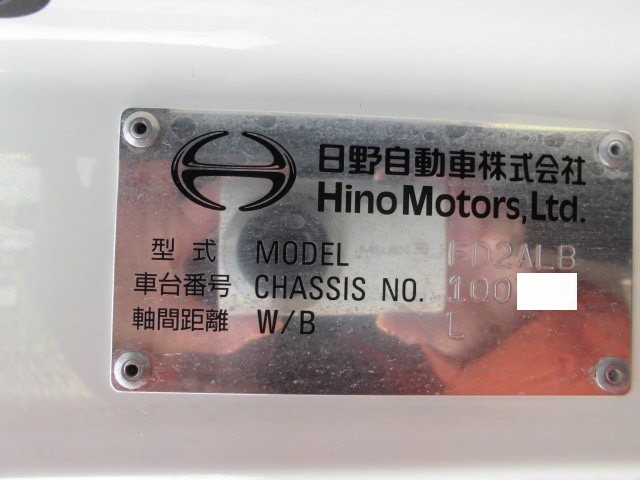 日野自動車株式会社
Hino Motors, Ltd.
型式 MODEL FD2ALB
車台番号 CHASSIS NO. 100
軸間距離 W/B L